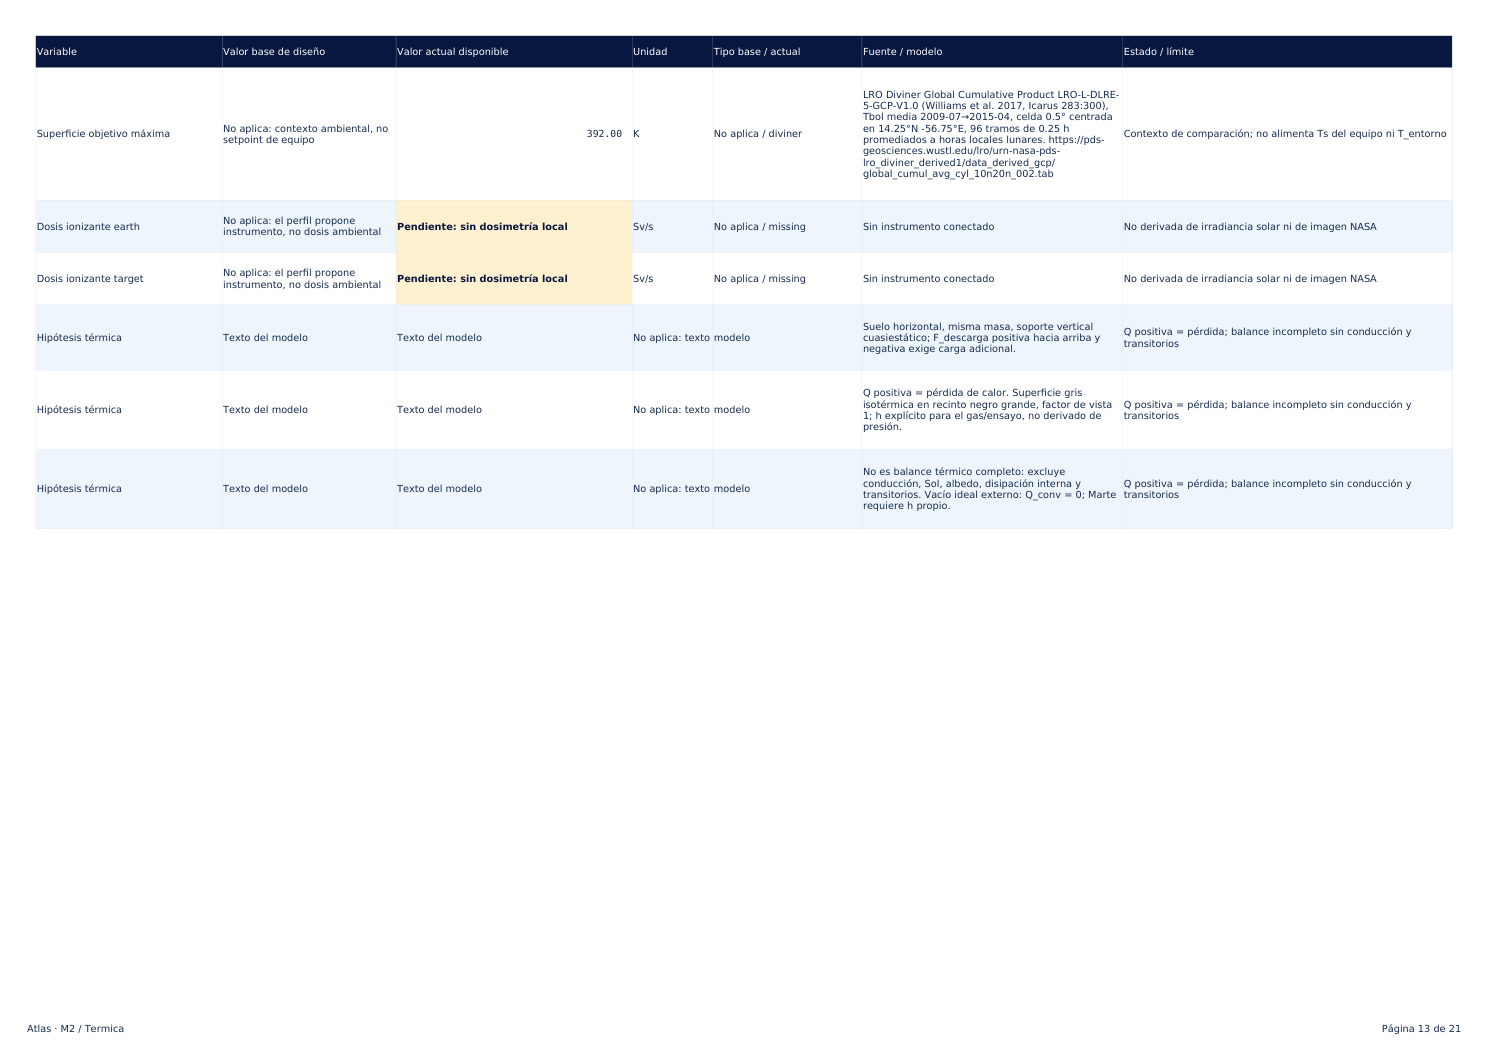 Variable	Valor base de diseño	Valor actual disponible	Unidad	Tipo base / actual	Fuente / modelo	Estado / límite
Superficie objetivo máxima
No aplica: contexto ambiental, no
setpoint de equipo
392.00	K	No aplica / diviner
LRO Diviner Global Cumulative Product LRO-L-DLRE-
5-GCP-V1.0 (Williams et al. 2017, Icarus 283:300),
Tbol media 2009-07→2015-04, celda 0.5° centrada
en 14.25°N -56.75°E, 96 tramos de 0.25 h
promediados a horas locales lunares. https://pds-
geosciences.wustl.edu/lro/urn-nasa-pds-
lro_diviner_derived1/data_derived_gcp/
global_cumul_avg_cyl_10n20n_002.tab
Contexto de comparación; no alimenta Ts del equipo ni T_entorno
Dosis ionizante earth
No aplica: el perfil propone
instrumento, no dosis ambiental
Pendiente: sin dosimetría local	Sv/s	No aplica / missing	Sin instrumento conectado	No derivada de irradiancia solar ni de imagen NASA
Dosis ionizante target
No aplica: el perfil propone
instrumento, no dosis ambiental
Pendiente: sin dosimetría local	Sv/s	No aplica / missing	Sin instrumento conectado	No derivada de irradiancia solar ni de imagen NASA
Hipótesis térmica	Texto del modelo	Texto del modelo	No aplica: texto modelo
Suelo horizontal, misma masa, soporte vertical
cuasiestático; F_descarga positiva hacia arriba y
negativa exige carga adicional.
Q positiva = pérdida; balance incompleto sin conducción y
transitorios
Hipótesis térmica	Texto del modelo	Texto del modelo	No aplica: texto modelo
Q positiva = pérdida de calor. Superficie gris
isotérmica en recinto negro grande, factor de vista
1; h explícito para el gas/ensayo, no derivado de
presión.
Q positiva = pérdida; balance incompleto sin conducción y
transitorios
Hipótesis térmica	Texto del modelo	Texto del modelo	No aplica: texto modelo
No es balance térmico completo: excluye
conducción, Sol, albedo, disipación interna y
transitorios. Vacío ideal externo: Q_conv = 0; Marte
requiere h propio.
Q positiva = pérdida; balance incompleto sin conducción y
transitorios
Atlas · M2 / Termica	Página 13 de 21